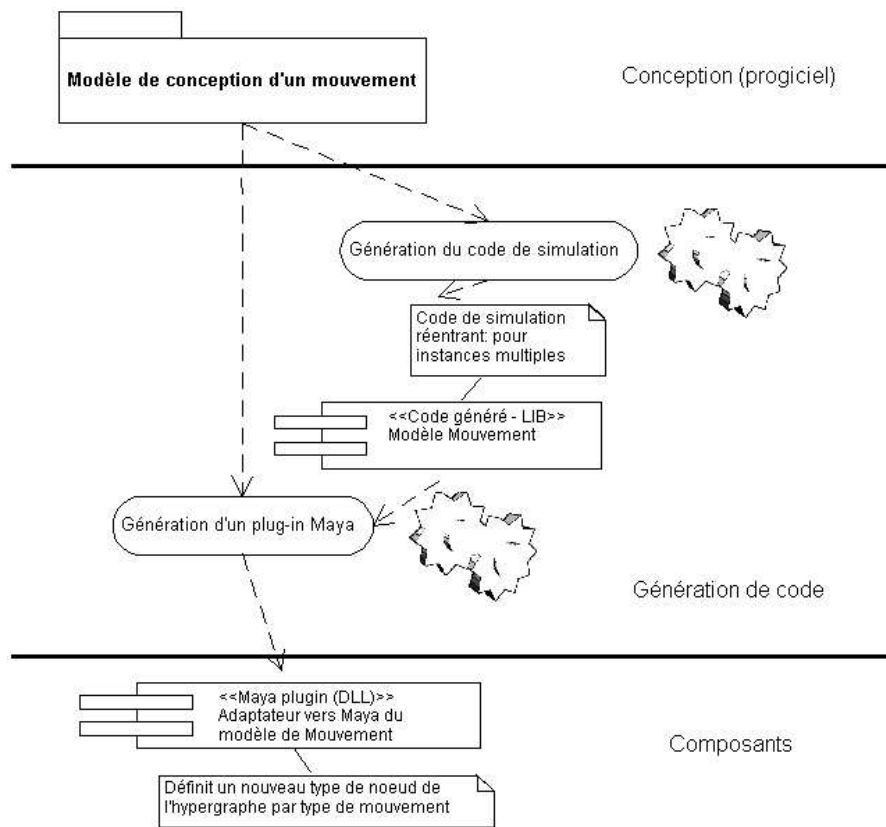 Modèle de conception d'un mouvement
Conception (progiciel)
Génération du code de simulation
Code de simulation
réentrant: pour
instances multiples
<<Code généré - LIB>>
Modèle Mouvement
Génération d'un plug-in Maya
Génération de code
<<Maya plugin (DLL)>>
Adaptateur vers Maya du
modèle de Mouvement
Composants
Définit un nouveau type de noeud de
l'hypergraphe par type de mouvement